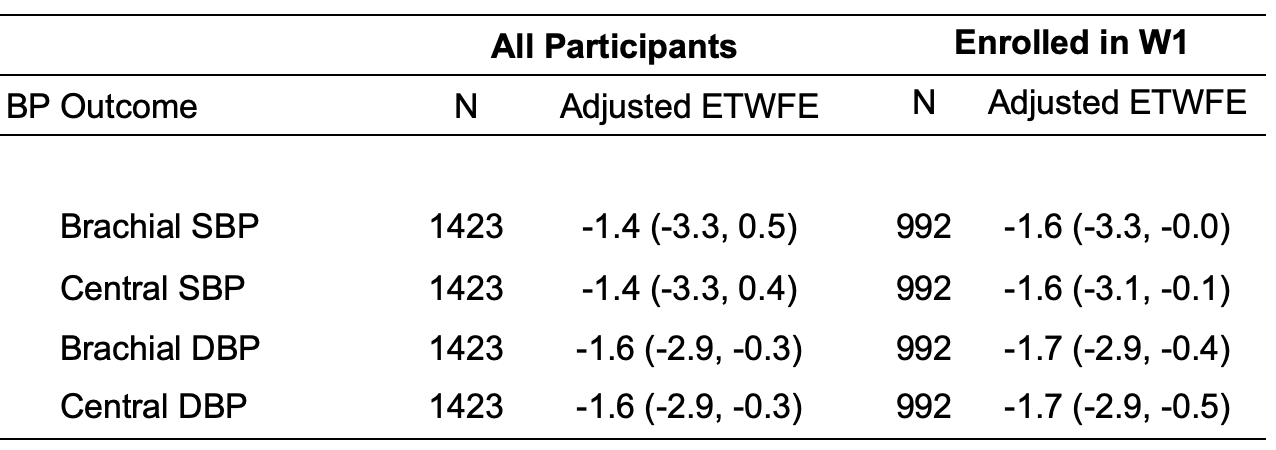 All Participants Enrolled in W1
BP Outcome N Adjusted ETWFE N Adjusted ETWFE
Brachial SBP 1423 -1.4 (-3.3, 0.5) 992 -1.6 (-3.3, -0.0)
Central SBP 1423 -1.4 (-3.3, 0.4) 992 -1.6 (-3.1, -0.1)
Brachial DBP 1423 -1.6 (-2.9, -0.3) 992 -1.7 (-2.9, -0.4)
Central DBP 1423 -1.6 (-2.9, -0.3) 992 -1.7 (-2.9, -0.5)